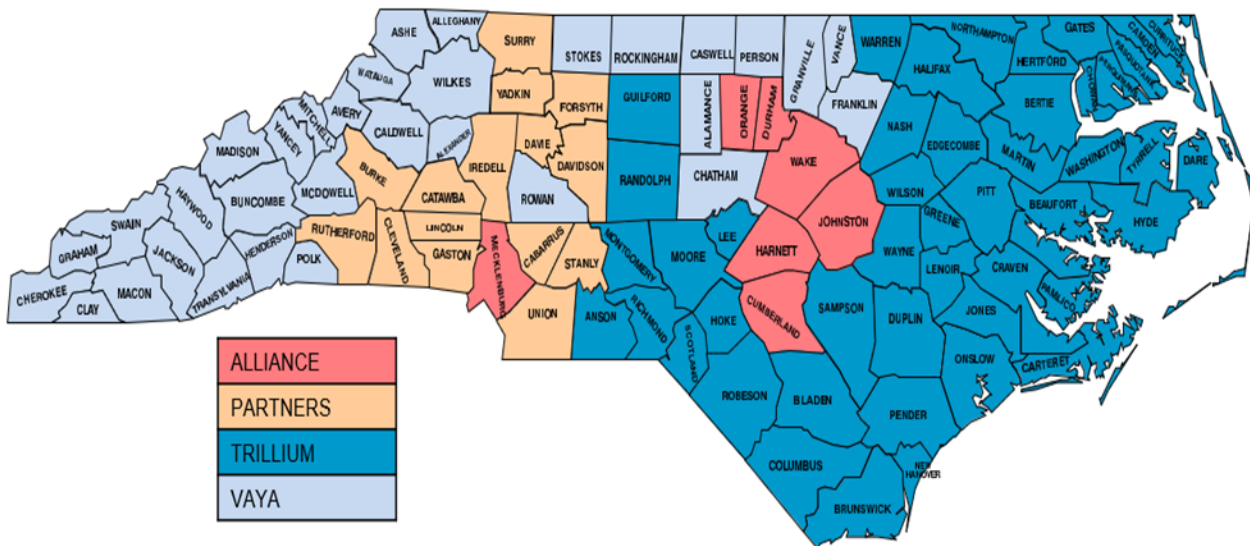 ASHE
ALLEGHANY
SURRY
STOKES
ROCKINGHAM
CASWELL
PERSON
GRANVILLE
VANCE
WARREN
NORTHAMPTON
GATES
CAMDEN
CURRITUCK
PASQUOTANK
PERQUIMANS
CHOWAN
HERTFORD
HALIFAX
BERTIE
WATAUGA
WILKES
YADKIN
FORSYTH
GUILFORD
ALAMANCE
ORANGE
DURHAM
FRANKLIN
NASH
EDGECOMBE
MARTIN
WASHINGTON
TYRRELL
DARE
MITCHELL
AVERY
YANCEY
CALDWELL
ALEXANDER
IREDELL
DAVIE
DAVIDSON
RANDOLPH
CHATHAM
WAKE
WILSON
PITT
BEAUFORT
HYDE
MADISON
MCDOWELL
BURKE
CATAWBA
ROWAN
JOHNSTON
GREENE
HAYWOOD
BUNCOMBE
SWAIN
GRAHAM
JACKSON
HENDERSON
RUTHERFORD
CLEVELAND
LINCOLN
GASTON
MECKLENBURG
CABARRUS
STANLY
MONTGOMERY
MOORE
LEE
HARNETT
WAYNE
LENOIR
CRAVEN
PAMLICO
CHEROKEE
CLAY
MACON
TRANSYLVANIA
POLK
UNION
ANSON
RICHMOND
SCOTLAND
HOKE
CUMBERLAND
SAMPSON
DUPLIN
JONES
ONSLOW
CARTERET
ROBESON
BLADEN
PENDER
COLUMBUS
NEW
HANOVER
BRUNSWICK
ALLIANCE
PARTNERS
TRILLIUM
VAYA